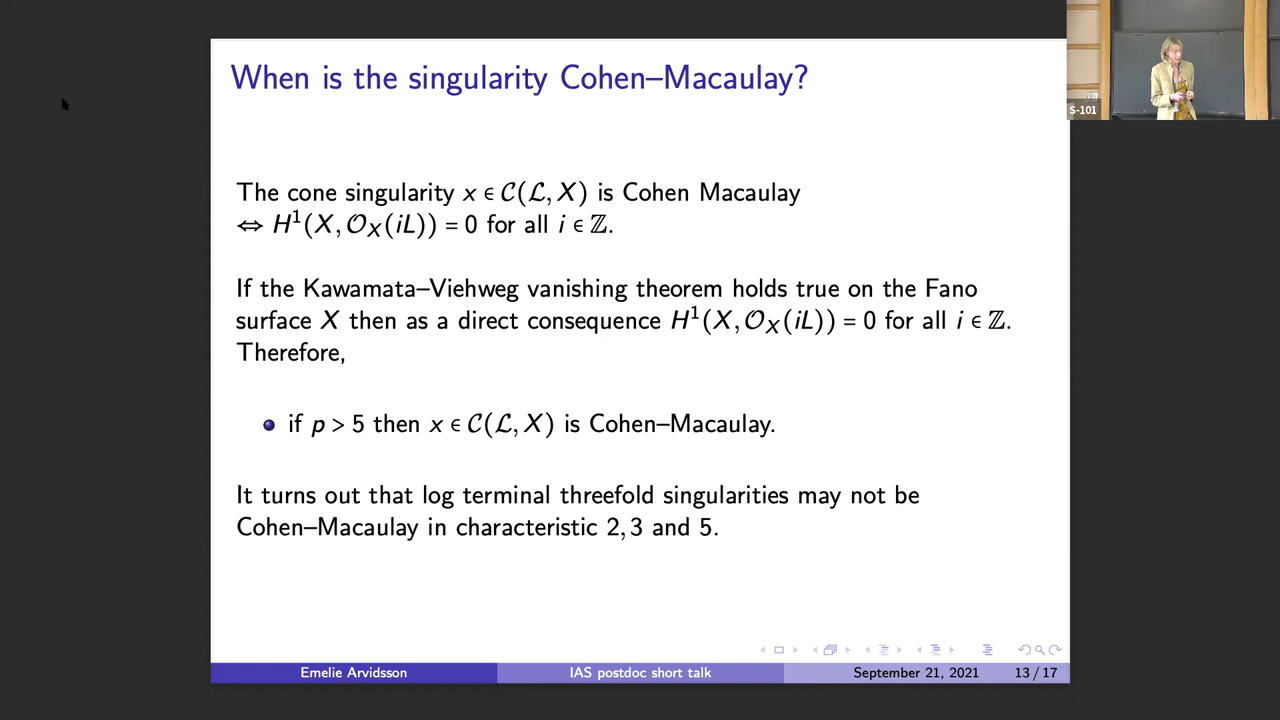 When is the singularity Cohen–Macaulay?
S-101
The cone singularity x ∈ 𝒞(ℒ, X) is Cohen Macaulay
⇔ H¹(X, 𝒪_X(iL)) = 0 for all i ∈ ℤ.
If the Kawamata–Viehweg vanishing theorem holds true on the Fano
surface X then as a direct consequence H¹(X, 𝒪_X(iL)) = 0 for all i ∈ ℤ.
Therefore,
if p > 5 then x ∈ 𝒞(ℒ, X) is Cohen–Macaulay.
It turns out that log terminal threefold singularities may not be
Cohen–Macaulay in characteristic 2, 3 and 5.
Emelie Arvidsson IAS postdoc short talk September 21, 2021 13 / 17